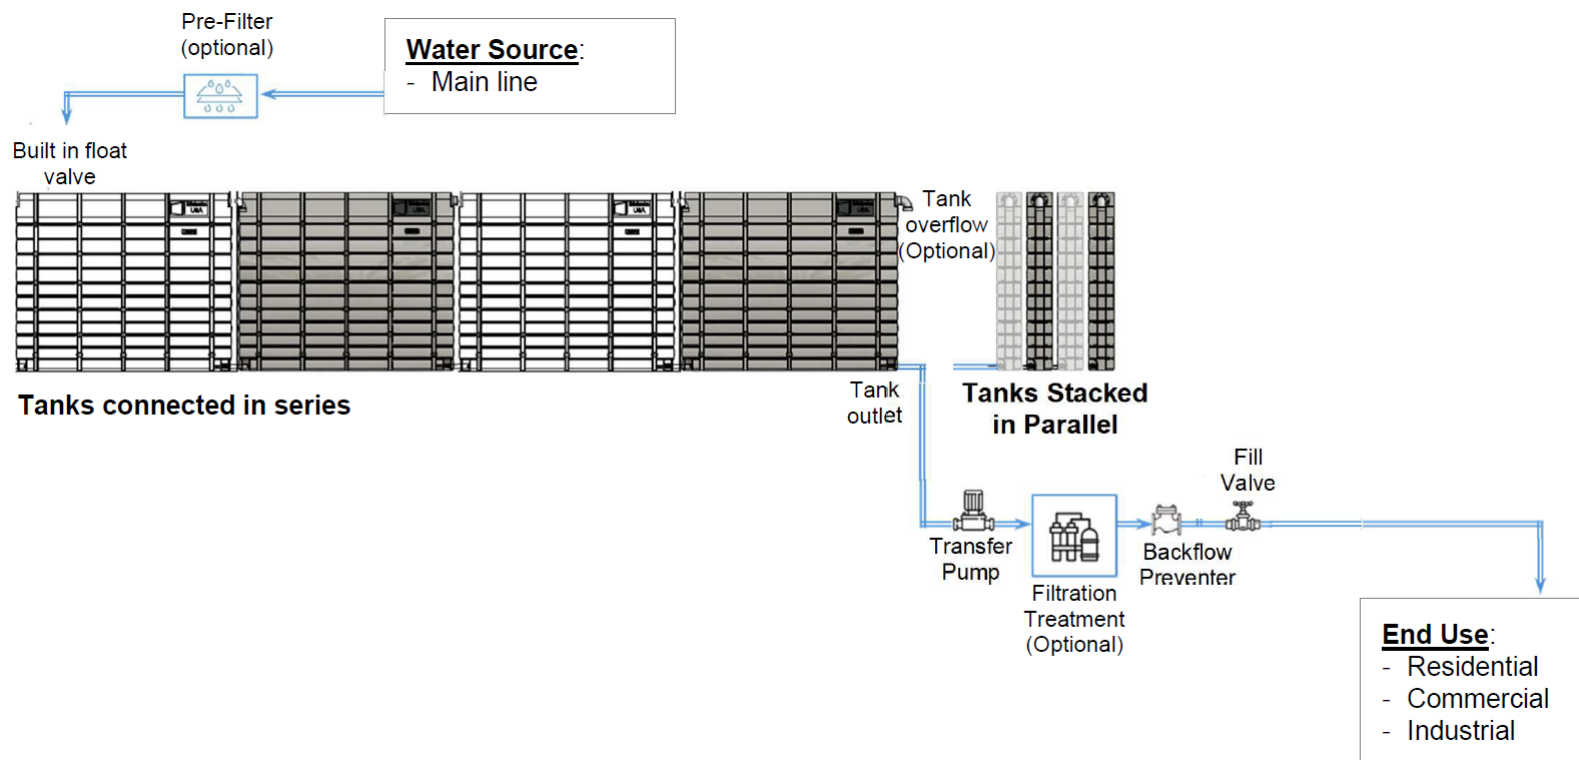 Pre-Filter
(optional)
Water Source:
- Main line
Built in float
valve
Tank
overflow
(Optional)
Tanks connected in series
Tank
outlet
Tanks Stacked
in Parallel
Fill
Valve
Transfer
Pump
Backflow
Preventer
Filtration
Treatment
(Optional)
End Use:
- Residential
- Commercial
- Industrial